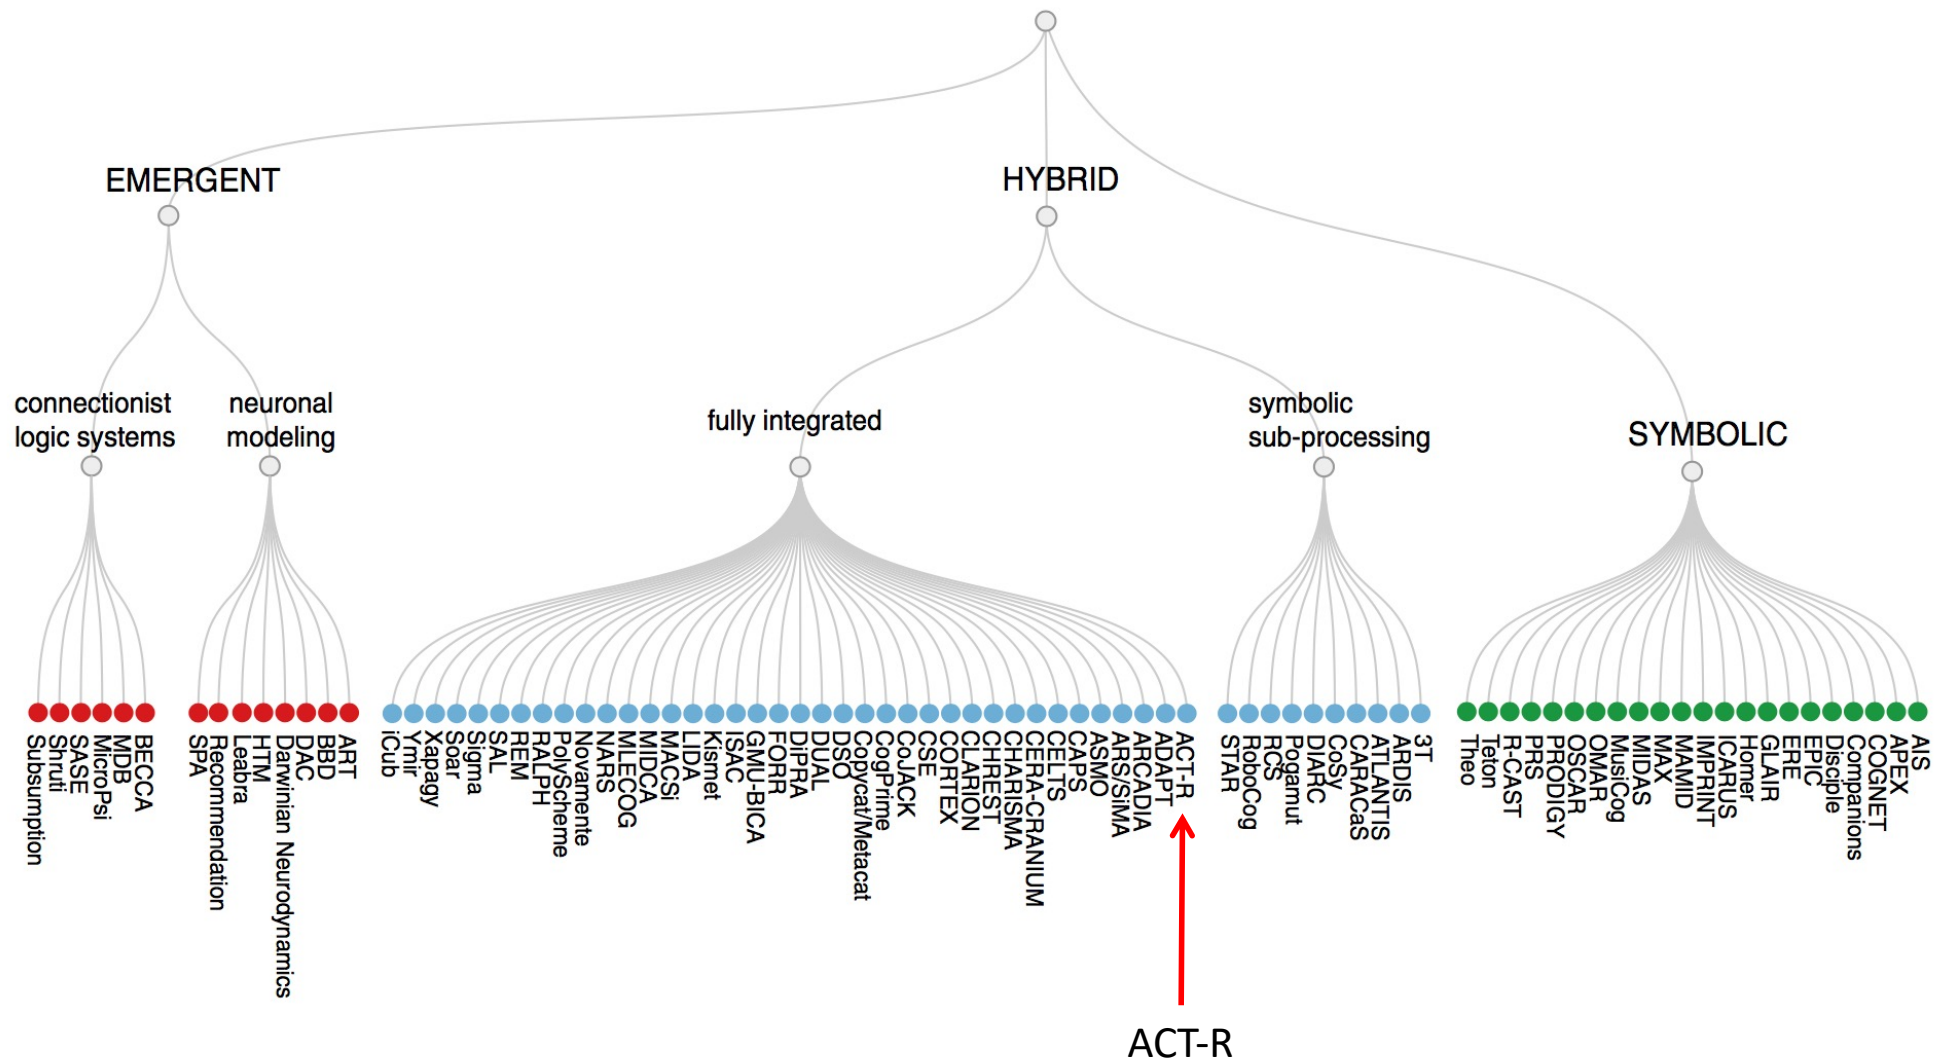 EMERGENT
HYBRID
connectionist
logic systems
neuronal
modeling
fully integrated
symbolic
sub-processing
SYMBOLIC
Subsumption
Shruti
SASE
MicroPsi
MDB
BECCA
SPA
Recommendation
Leabra
HTM
Darwinian Neurodynamics
DAC
BBD
ART
iCub
Ymir
Xapagy
Soar
Sigma
SAL
REM
RALPH
PolyScheme
Novamente
NARS
MLECOG
MIDCA
MACSi
LIDA
Kismet
ISAC
GMU-BICA
FORR
DiPRA
DUAL
DSO
Copycat/Metacat
CogPrime
CoJACK
CSE
CORTEX
CLARION
CHREST
CHARISMA
CERA-CRANIUM
CELTS
CAPS
ASMO
ARS/SiMA
ARCADIA
ADAPT
ACT-R
STAR
RoboCog
RCS
Pogamut
DIARC
CoSy
CARACaS
ATLANTIS
ARDIS
3T
Theo
Teton
R-CAST
PRS
PRODIGY
OSCAR
OMAR
MusiCog
MIDAS
MAX
MAMID
IMPRINT
ICARUS
Homer
GLAIR
ERE
EPIC
Disciple
Companions
COGNET
APEX
AIS
ACT-R